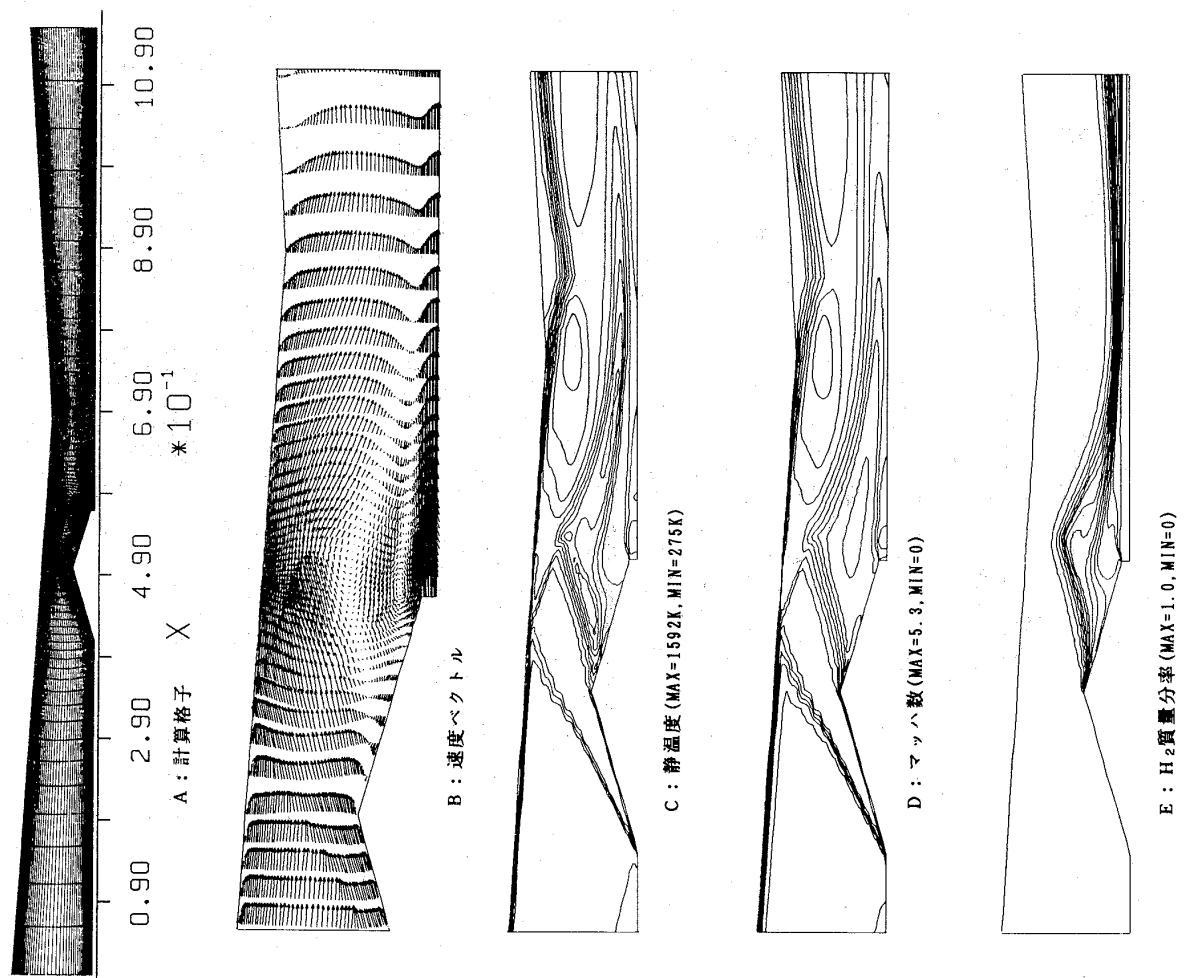 0.90 2.90 4.90 6.90 8.90 10.90
X *10⁻¹
A:計算格子
B:速度ベクトル
C:静温度(MAX=1592K,MIN=275K)
D:マッハ数(MAX=5.3,MIN=0)
E:H₂質量分率(MAX=1.0,MIN=0)